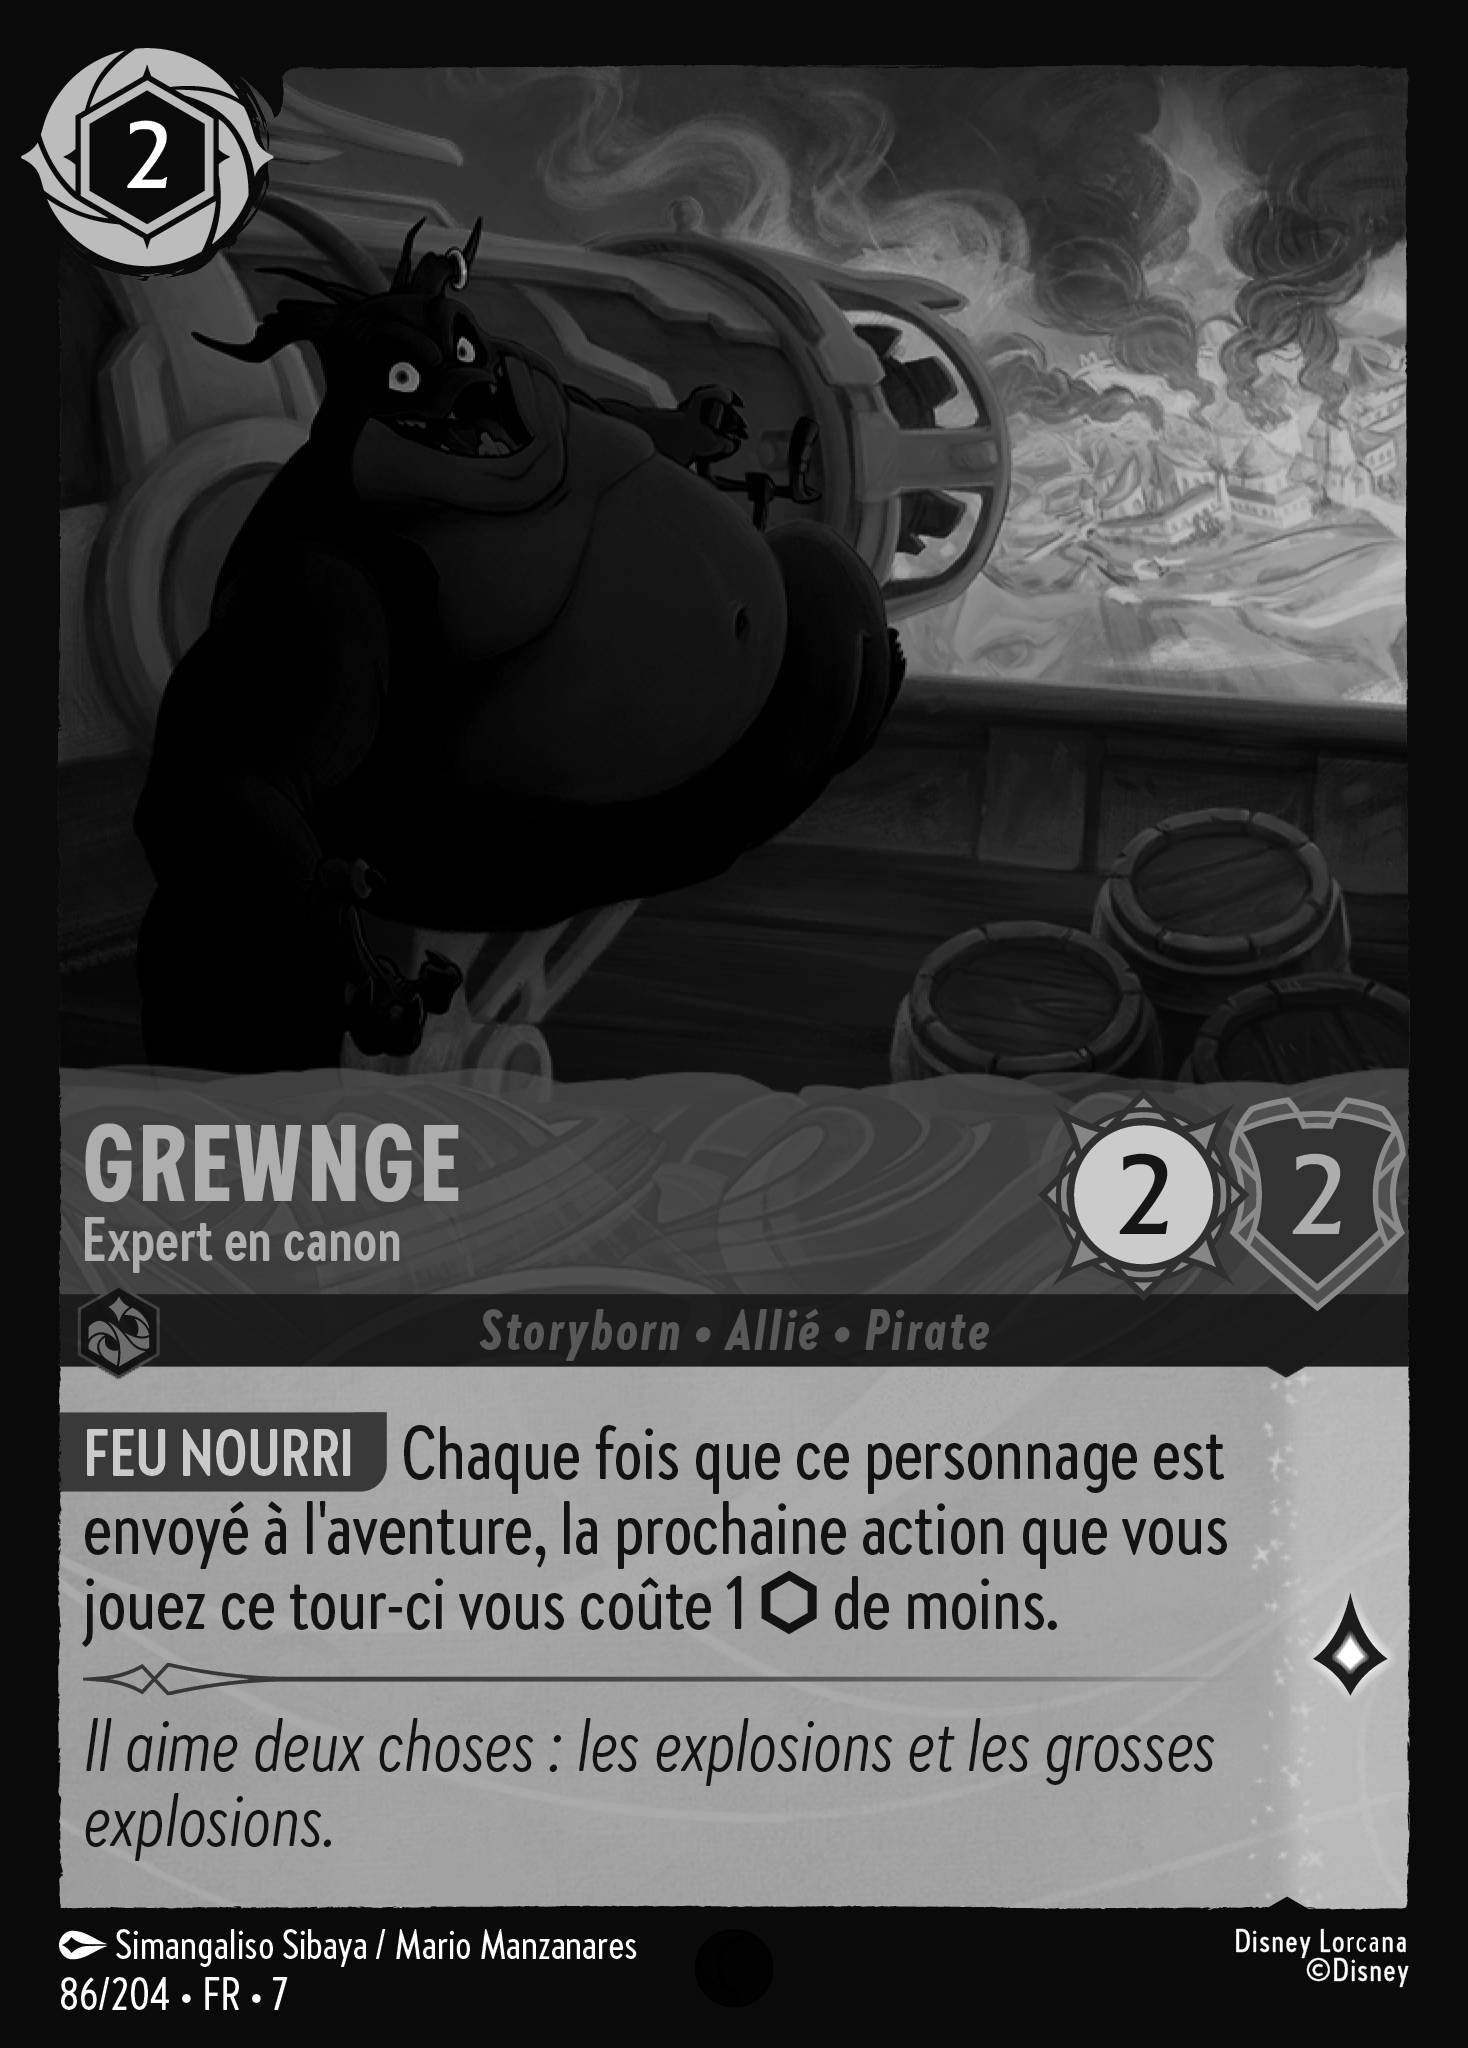 2
GREWNGE
Expert en canon
2 2
Storyborn • Allié • Pirate
FEU NOURRI Chaque fois que ce personnage est
envoyé à l'aventure, la prochaine action que vous
jouez ce tour-ci vous coûte 1 ⬡ de moins.
Il aime deux choses : les explosions et les grosses
explosions.
Simangaliso Sibaya / Mario Manzanares
86/204 • FR • 7
Disney Lorcana
©Disney